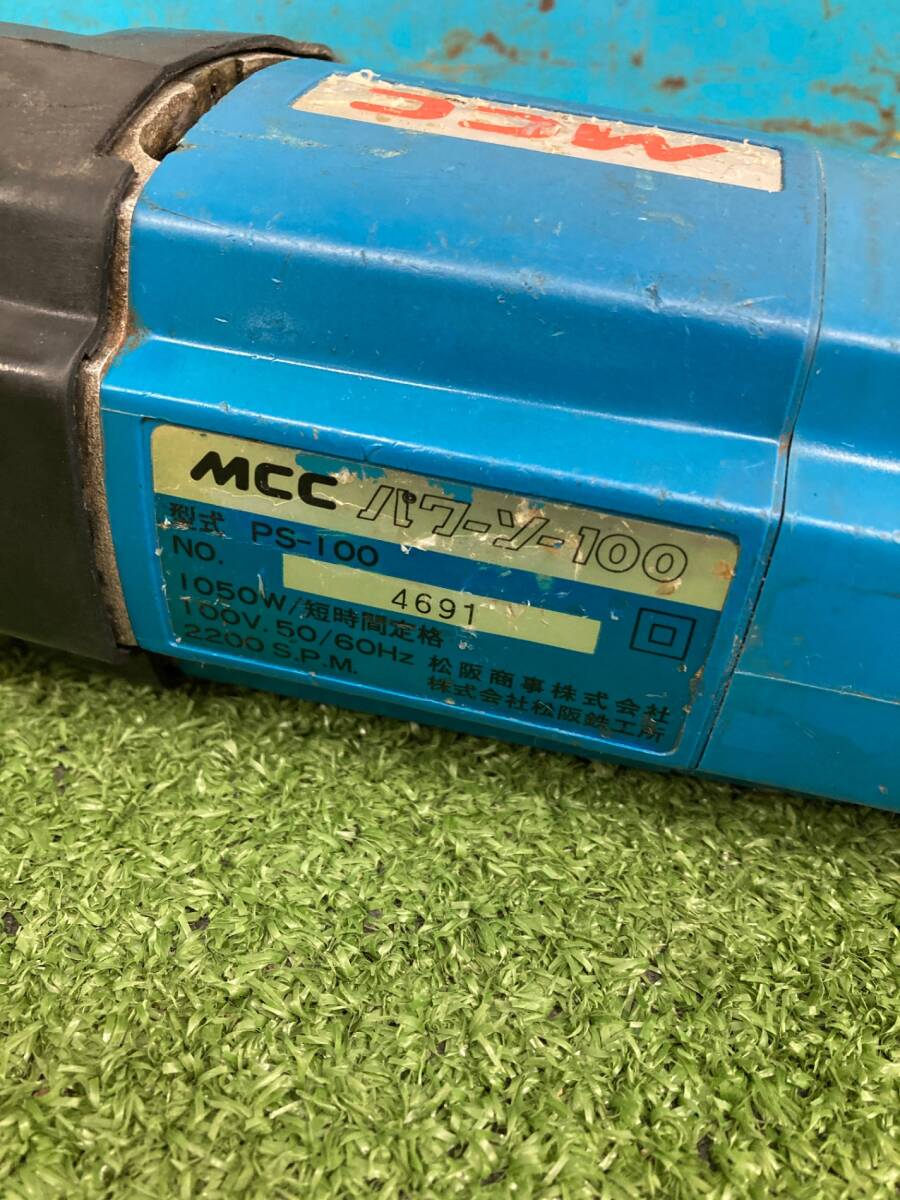 MCC
MCC パワーソー100
型式 PS-100
NO. 4691
1050W/短時間定格
100V. 50/60Hz
2200 S.P.M.
松阪商事株式会社
株式会社松阪鉄工所